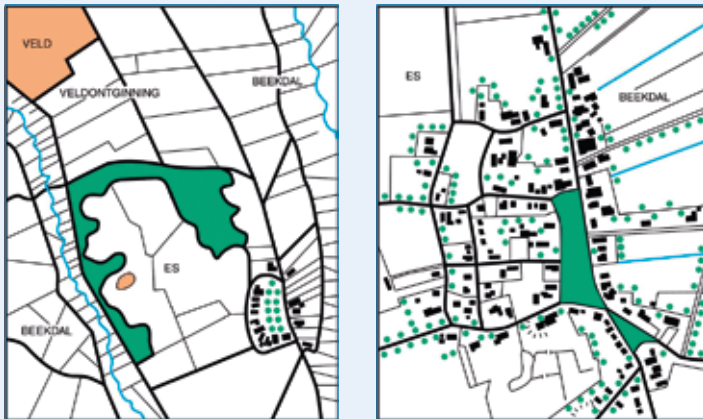 VELD
VELDONTGINNING
BEEKDAL
ES
BEEKDAL
ES
BEEKDAL